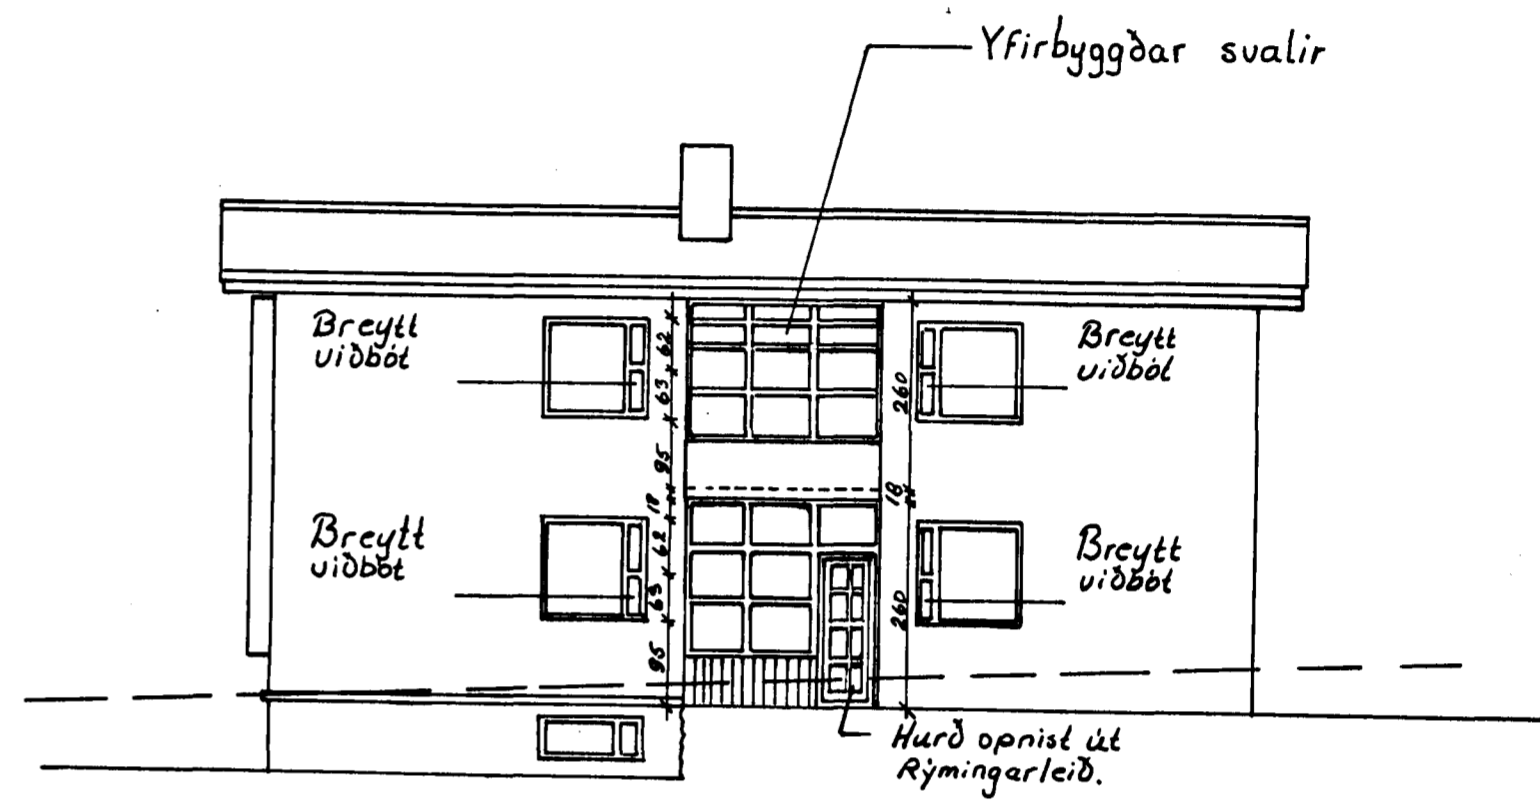 Yfirbyggðar svalir
Breytt
viðbót
Breytt
viðbót
62
63
260
95
18
18
Breytt
viðbót
Breytt
viðbót
62
63
260
95
Hurð opnist út
Rýmingarleið.